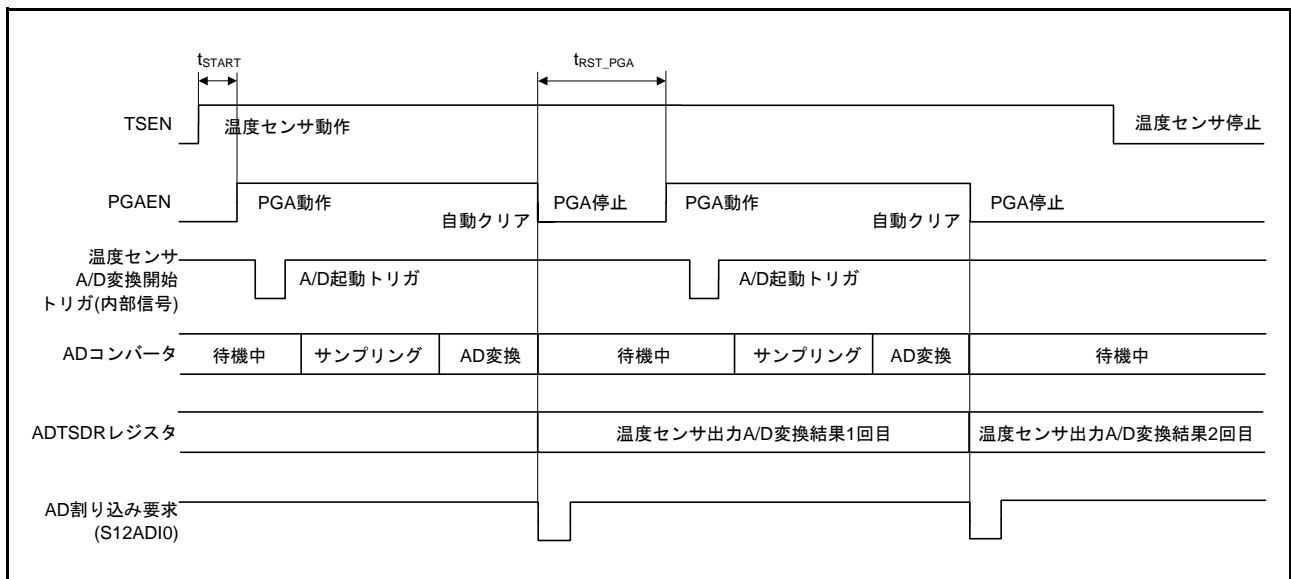 tSTART
tRST_PGA
TSEN
温度センサ動作
温度センサ停止
PGAEN
PGA動作
自動クリア
PGA停止
PGA動作
自動クリア
PGA停止
温度センサ
A/D変換開始
トリガ(内部信号)
A/D起動トリガ
A/D起動トリガ
ADコンバータ
待機中
サンプリング
AD変換
待機中
サンプリング
AD変換
待機中
ADTSDRレジスタ
温度センサ出力A/D変換結果1回目
温度センサ出力A/D変換結果2回目
AD割り込み要求
(S12ADI0)